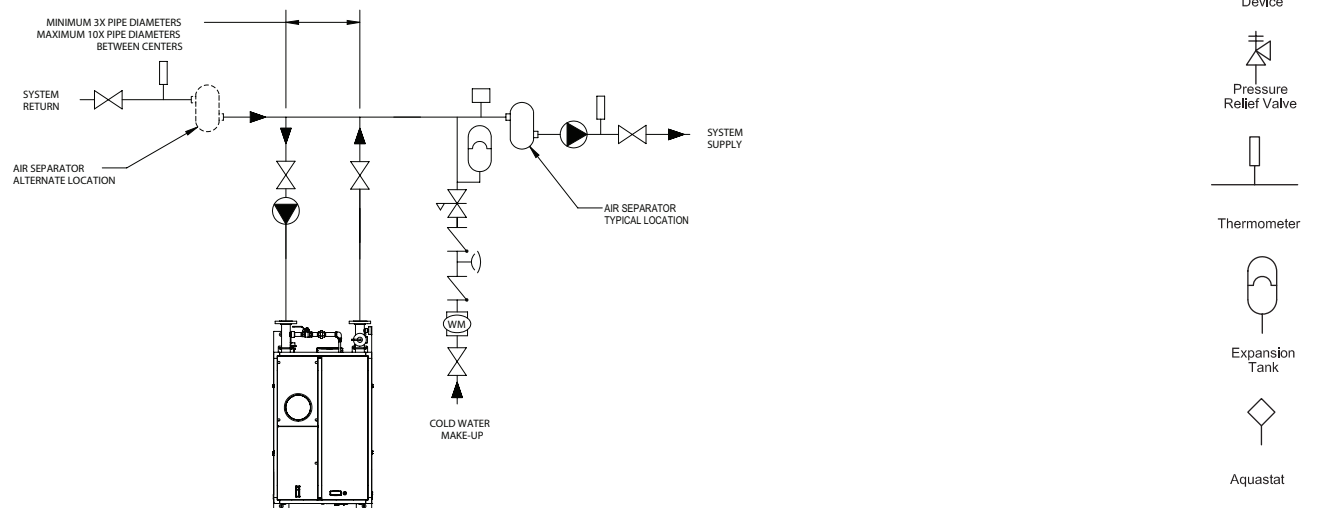 MINIMUM 3X PIPE DIAMETERS
MAXIMUM 10X PIPE DIAMETERS
BETWEEN CENTERS
SYSTEM
RETURN
AIR SEPARATOR
ALTERNATE LOCATION
SYSTEM
SUPPLY
AIR SEPARATOR
TYPICAL LOCATION
WM
COLD WATER
MAKE-UP
Device
Pressure
Relief Valve
Thermometer
Expansion
Tank
Aquastat